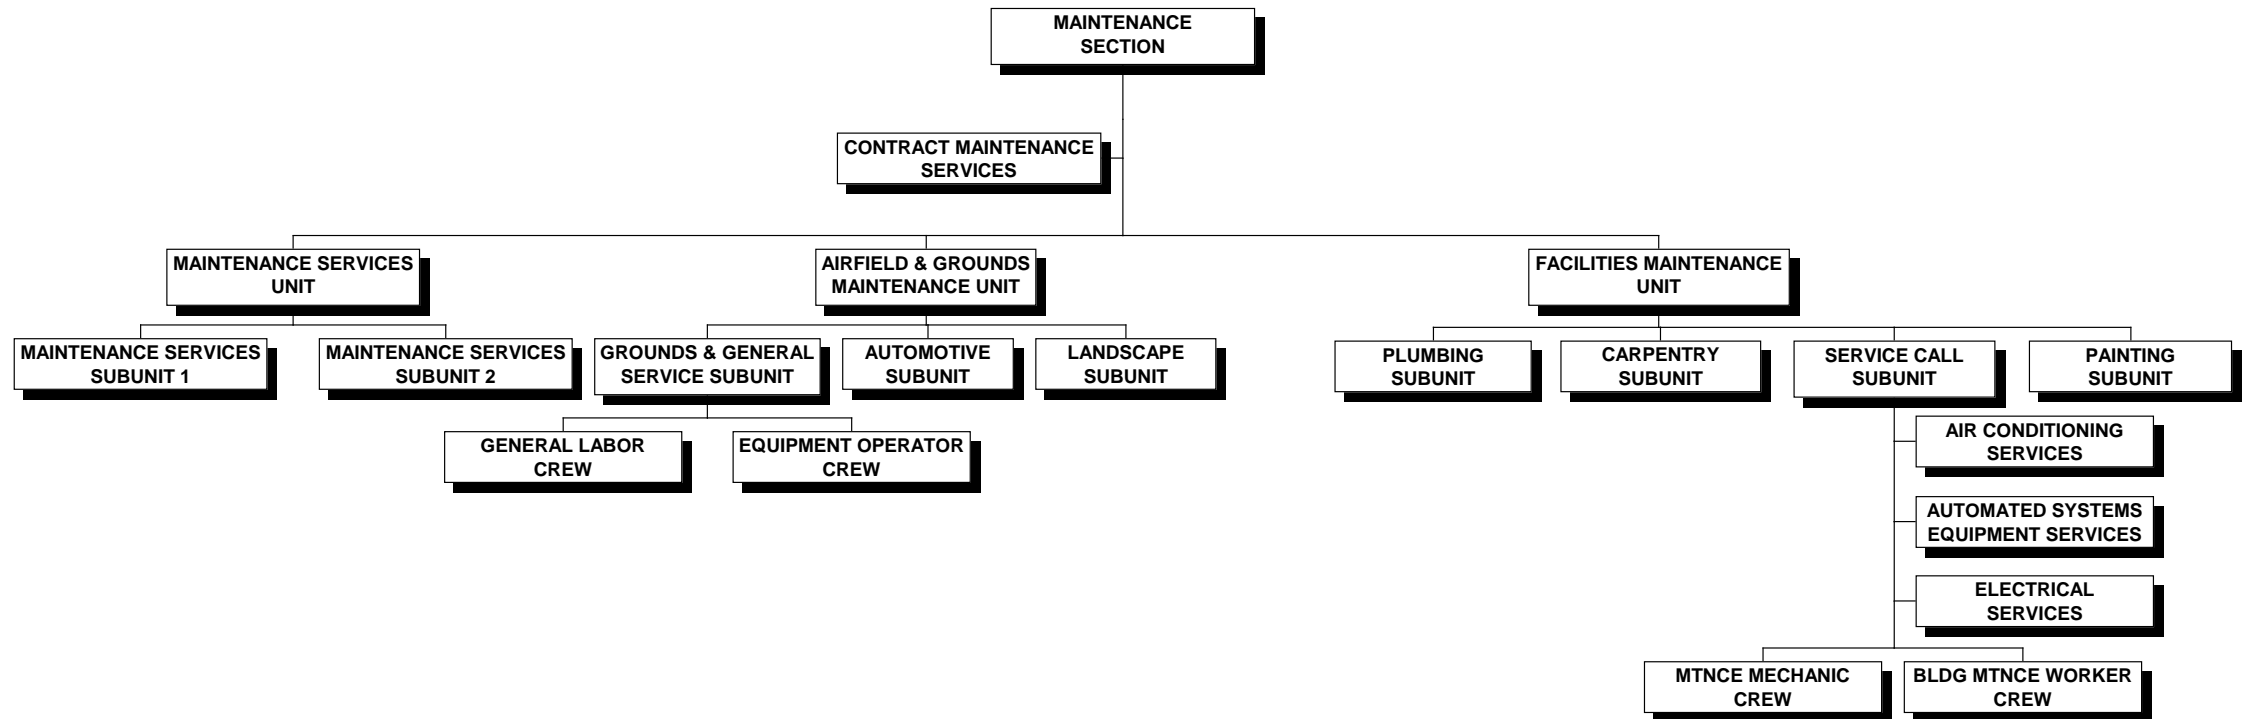 MAINTENANCE
SECTION
CONTRACT MAINTENANCE
SERVICES
MAINTENANCE SERVICES
UNIT
AIRFIELD & GROUNDS
MAINTENANCE UNIT
FACILITIES MAINTENANCE
UNIT
MAINTENANCE SERVICES
SUBUNIT 1
MAINTENANCE SERVICES
SUBUNIT 2
GROUNDS & GENERAL
SERVICE SUBUNIT
AUTOMOTIVE
SUBUNIT
LANDSCAPE
SUBUNIT
PLUMBING
SUBUNIT
CARPENTRY
SUBUNIT
SERVICE CALL
SUBUNIT
PAINTING
SUBUNIT
GENERAL LABOR
CREW
EQUIPMENT OPERATOR
CREW
AIR CONDITIONING
SERVICES
AUTOMATED SYSTEMS
EQUIPMENT SERVICES
ELECTRICAL
SERVICES
MTNCE MECHANIC
CREW
BLDG MTNCE WORKER
CREW